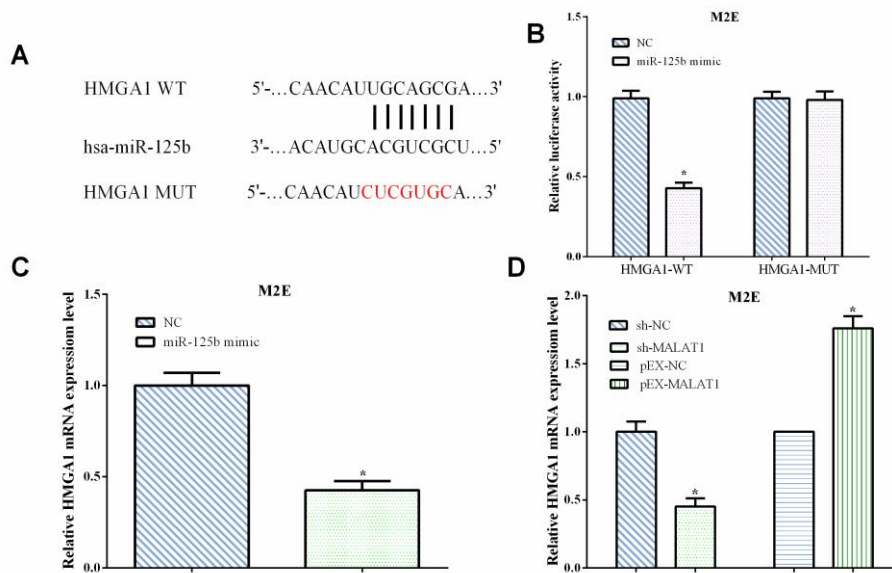 A
HMGA1 WT 5'-…CAACAUUGCAGCGA…3'
hsa-miR-125b 3'-…ACAUGCACGUCGCU…5'
HMGA1 MUT 5'-…CAACAUCUCGUGCA…3'
B
M2E
NC
miR-125b mimic
Relative luciferase activity
1.5
1.0
0.5
0.0
*
HMGA1-WT HMGA1-MUT
C
M2E
NC
miR-125b mimic
Relative HMGA1 mRNA expressiom level
1.5
1.0
0.5
0.0
*
D
M2E
sh-NC
sh-MALAT1
pEX-NC
pEX-MALAT1
Relative HMGA1 mRNA expressiom level
2.0
1.5
1.0
0.5
0.0
*
*